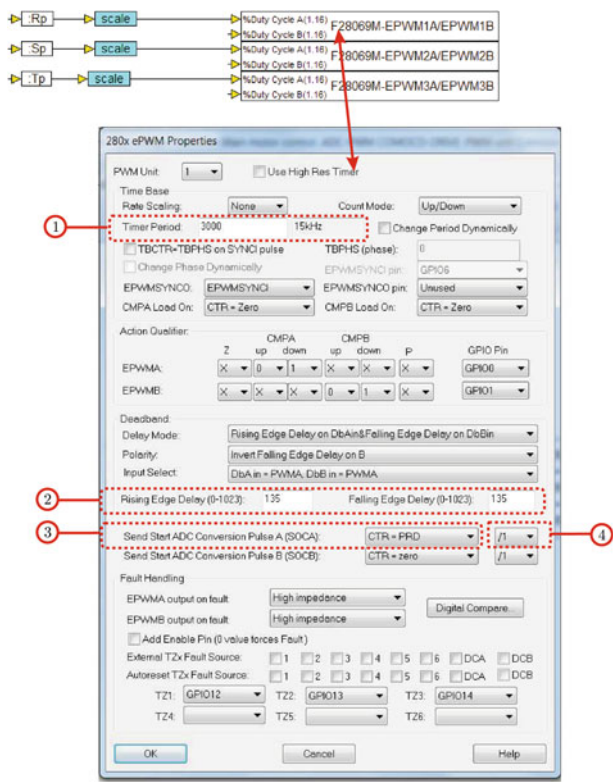 :Rp scale %Duty Cycle A(1.16) F28069M-EPWM1A/EPWM1B
%Duty Cycle B(1.16)
:Sp scale %Duty Cycle A(1.16) F28069M-EPWM2A/EPWM2B
%Duty Cycle B(1.16)
:Tp scale %Duty Cycle A(1.16) F28069M-EPWM3A/EPWM3B
%Duty Cycle B(1.16)
280x ePWM Properties
PWM Unit: 1 Use High Res Timer
Time Base
Rate Scaling: None Count Mode: Up/Down
1 Timer Period: 3000 15kHz Change Period Dynamically
TBCTR=TBPHS on SYNCI pulse TBPHS (phase): 0
Change Phase Dynamically EPWMSYNCI pin: GPIO6
EPWMSYNCO: EPWMSYNCI EPWMSYNCO pin: Unused
CMPA Load On: CTR = Zero CMPB Load On: CTR = Zero
Action Qualifier:
CMPA CMPB
Z up down up down P GPIO Pin
EPWMA: X 0 1 X X X GPIO0
EPWMB: X X X 0 1 X GPIO1
Deadband:
Delay Mode: Rising Edge Delay on DbAin&Falling Edge Delay on DbBin
Polarity: Invert Falling Edge Delay on B
Input Select: DbA in = PWMA, DbB in = PWMA
2 Rising Edge Delay (0-1023): 135 Falling Edge Delay (0-1023): 135
3 Send Start ADC Conversion Pulse A (SOCA): CTR = PRD /1 4
Send Start ADC Conversion Pulse B (SOCB): CTR = zero /1
Fault Handling
EPWMA output on fault High impedance
Digital Compare...
EPWMB output on fault High impedance
Add Enable Pin (0 value forces Fault)
External TZx Fault Source: 1 2 3 4 5 6 DCA DCB
Autoreset TZx Fault Source: 1 2 3 4 5 6 DCA DCB
TZ1: GPIO12 TZ2: GPIO13 TZ3: GPIO14
TZ4: TZ5: TZ6:
OK Cancel Help